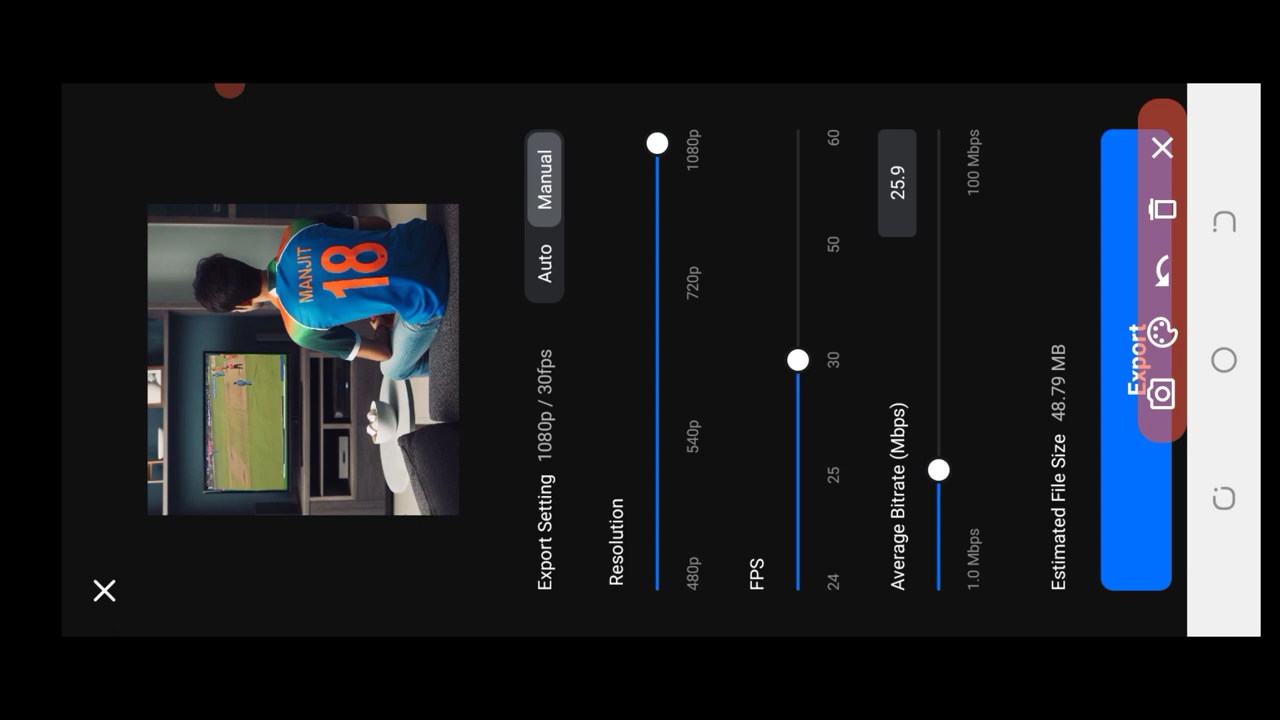 MANJIT
18
Export Setting 1080p / 30fps
Auto Manual
Resolution
480p 540p 720p 1080p
FPS
24 25 30 50 60
Average Bitrate (Mbps) 25.9
1.0 Mbps 100 Mbps
Estimated File Size 48.79 MB
Export